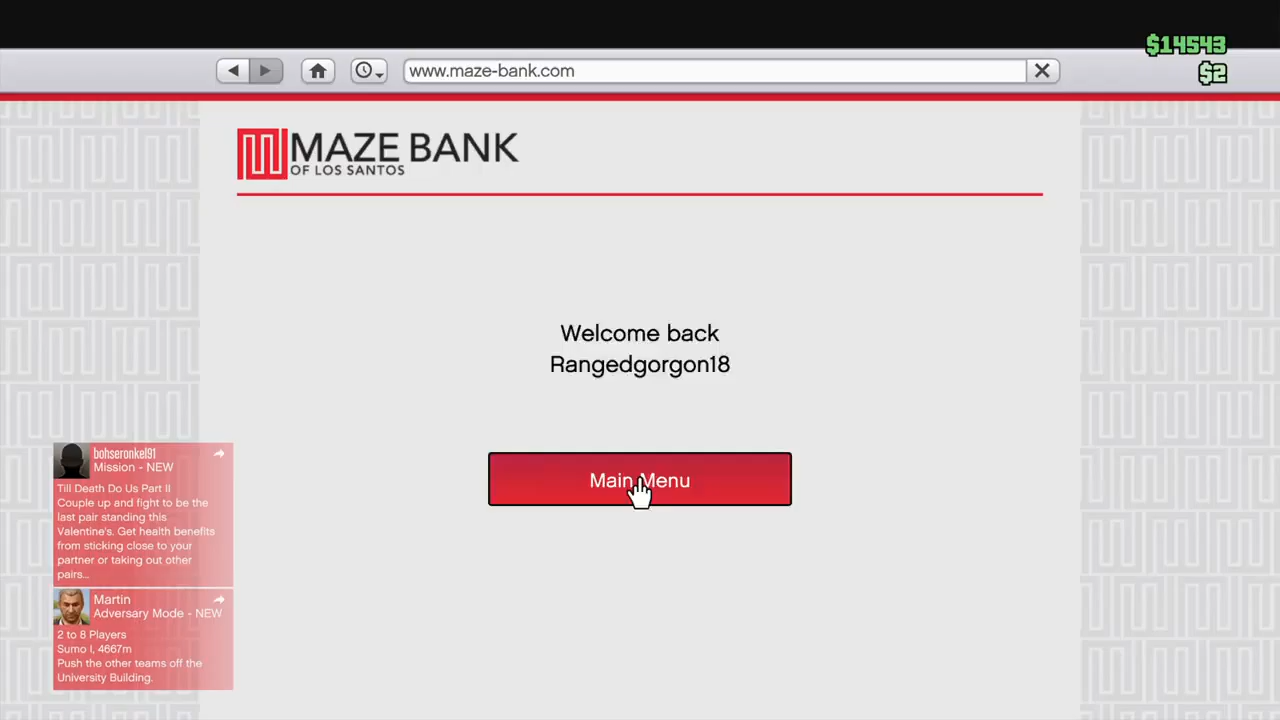 $14543
$2
www.maze-bank.com
MAZE BANK
OF LOS SANTOS
Welcome back
Rangedgorgon18
Main Menu
bohseronkel91
Mission - NEW
Till Death Do Us Part II
Couple up and fight to be the
last pair standing this
Valentine's. Get health benefits
from sticking close to your
partner or taking out other
pairs...
Martin
Adversary Mode - NEW
2 to 8 Players
Sumo I, 4667m
Push the other teams off the
University Building.